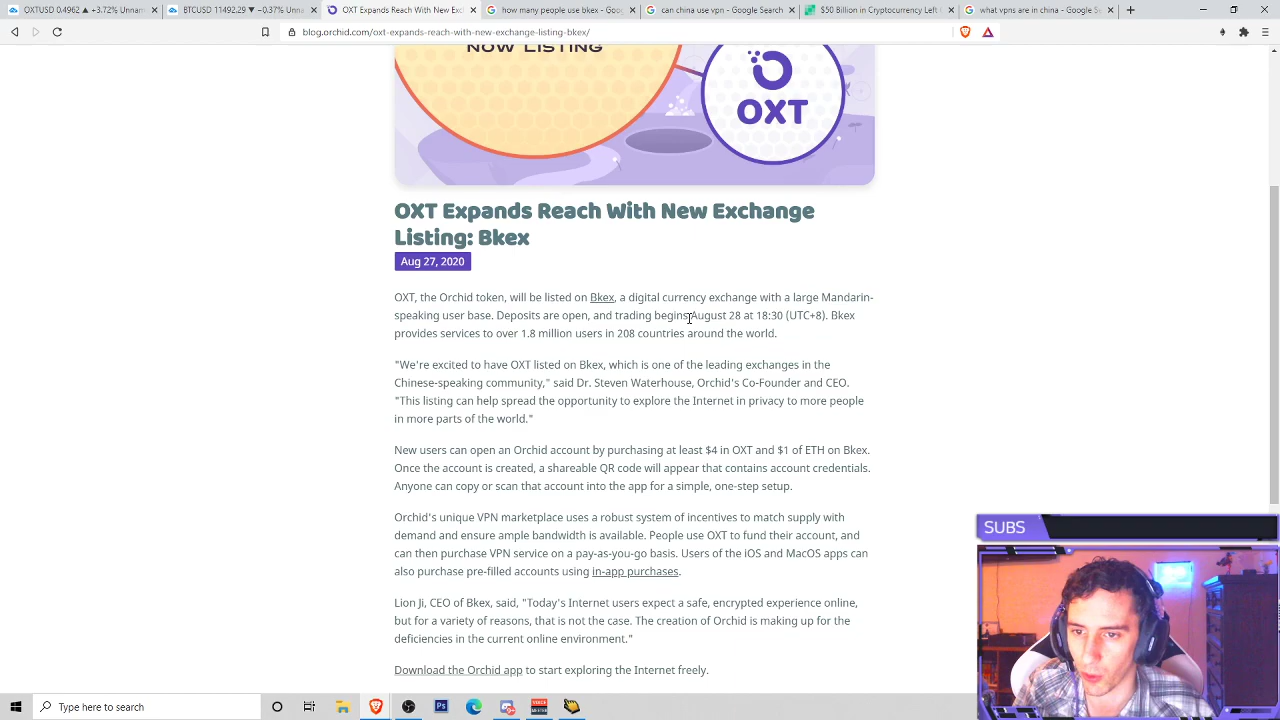 OXTUSD 0.4962 ▲ +3.72% Unnam
BTCUSD 11492.29 ▼ −0.37% Unna
OXT Expands Reach With New Exc
how many people use bkex - Goo
can china search - Google Search
$50 Billion in Cryptocurrency Left
what vpns in china - Google Se
blog.orchid.com/oxt-expands-reach-with-new-exchange-listing-bkex/
NOW LISTING
OXT
OXT Expands Reach With New Exchange
Listing: Bkex
Aug 27, 2020
OXT, the Orchid token, will be listed on Bkex, a digital currency exchange with a large Mandarin-
speaking user base. Deposits are open, and trading begins August 28 at 18:30 (UTC+8). Bkex
provides services to over 1.8 million users in 208 countries around the world.
"We're excited to have OXT listed on Bkex, which is one of the leading exchanges in the
Chinese-speaking community," said Dr. Steven Waterhouse, Orchid's Co-Founder and CEO.
"This listing can help spread the opportunity to explore the Internet in privacy to more people
in more parts of the world."
New users can open an Orchid account by purchasing at least $4 in OXT and $1 of ETH on Bkex.
Once the account is created, a shareable QR code will appear that contains account credentials.
Anyone can copy or scan that account into the app for a simple, one-step setup.
Orchid's unique VPN marketplace uses a robust system of incentives to match supply with
demand and ensure ample bandwidth is available. People use OXT to fund their account, and
can then purchase VPN service on a pay-as-you-go basis. Users of the iOS and MacOS apps can
also purchase pre-filled accounts using in-app purchases.
Lion Ji, CEO of Bkex, said, "Today's Internet users expect a safe, encrypted experience online,
but for a variety of reasons, that is not the case. The creation of Orchid is making up for the
deficiencies in the current online environment."
Download the Orchid app to start exploring the Internet freely.
SUBS
Type here to search